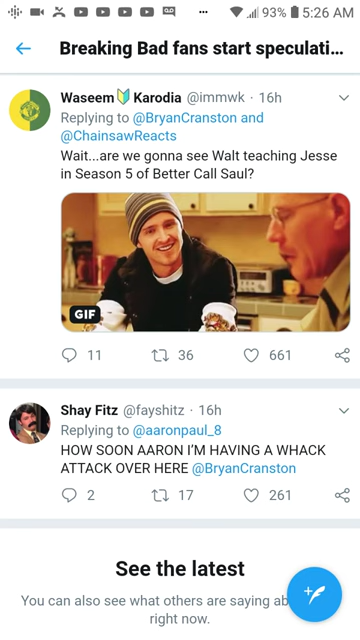 93% 5:26 AM
Breaking Bad fans start speculati...
Waseem Karodia @immwk · 16h
Replying to @BryanCranston and
@ChainsawReacts
Wait...are we gonna see Walt teaching Jesse
in Season 5 of Better Call Saul?
GIF
11 36 661
Shay Fitz @fayshitz · 16h
Replying to @aaronpaul_8
HOW SOON AARON I'M HAVING A WHACK
ATTACK OVER HERE @BryanCranston
2 17 261
See the latest
You can also see what others are saying ab
right now.